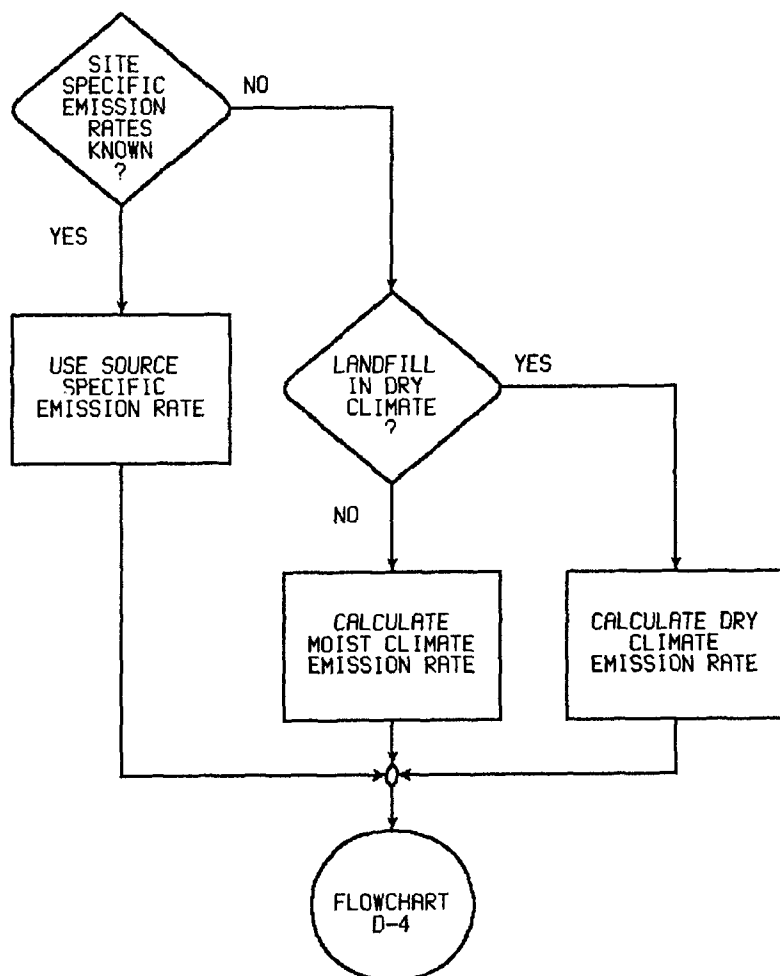 SITE
SPECIFIC
EMISSION
RATES
KNOWN
?
NO
YES
USE SOURCE
SPECIFIC
EMISSION RATE
LANDFILL
IN DRY
CLIMATE
?
YES
NO
CALCULATE
MOIST CLIMATE
EMISSION RATE
CALCULATE DRY
CLIMATE
EMISSION RATE
FLOWCHART
D-4